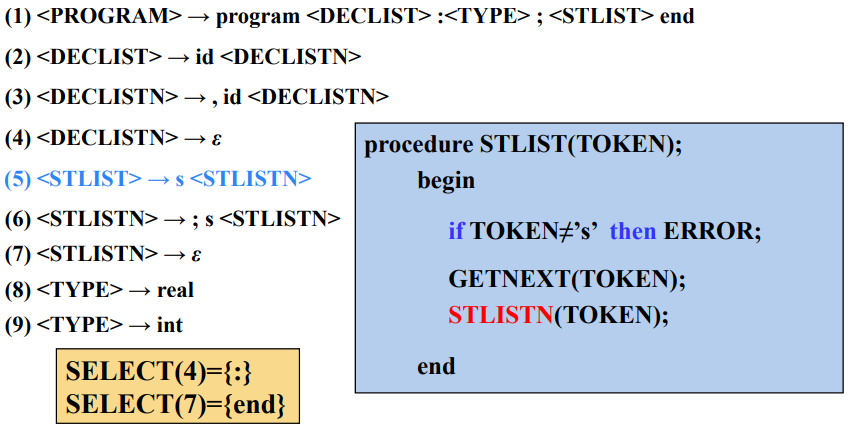 (1) <PROGRAM> → program <DECLIST> :<TYPE> ; <STLIST> end
(2) <DECLIST> → id <DECLISTN>
(3) <DECLISTN> → , id <DECLISTN>
(4) <DECLISTN> → ε
(5) <STLIST> → s <STLISTN>
(6) <STLISTN> → ; s <STLISTN>
(7) <STLISTN> → ε
(8) <TYPE> → real
(9) <TYPE> → int
SELECT(4)={:}
SELECT(7)={end}
procedure STLIST(TOKEN);
begin
if TOKEN≠’s’ then ERROR;
GETNEXT(TOKEN);
STLISTN(TOKEN);
end